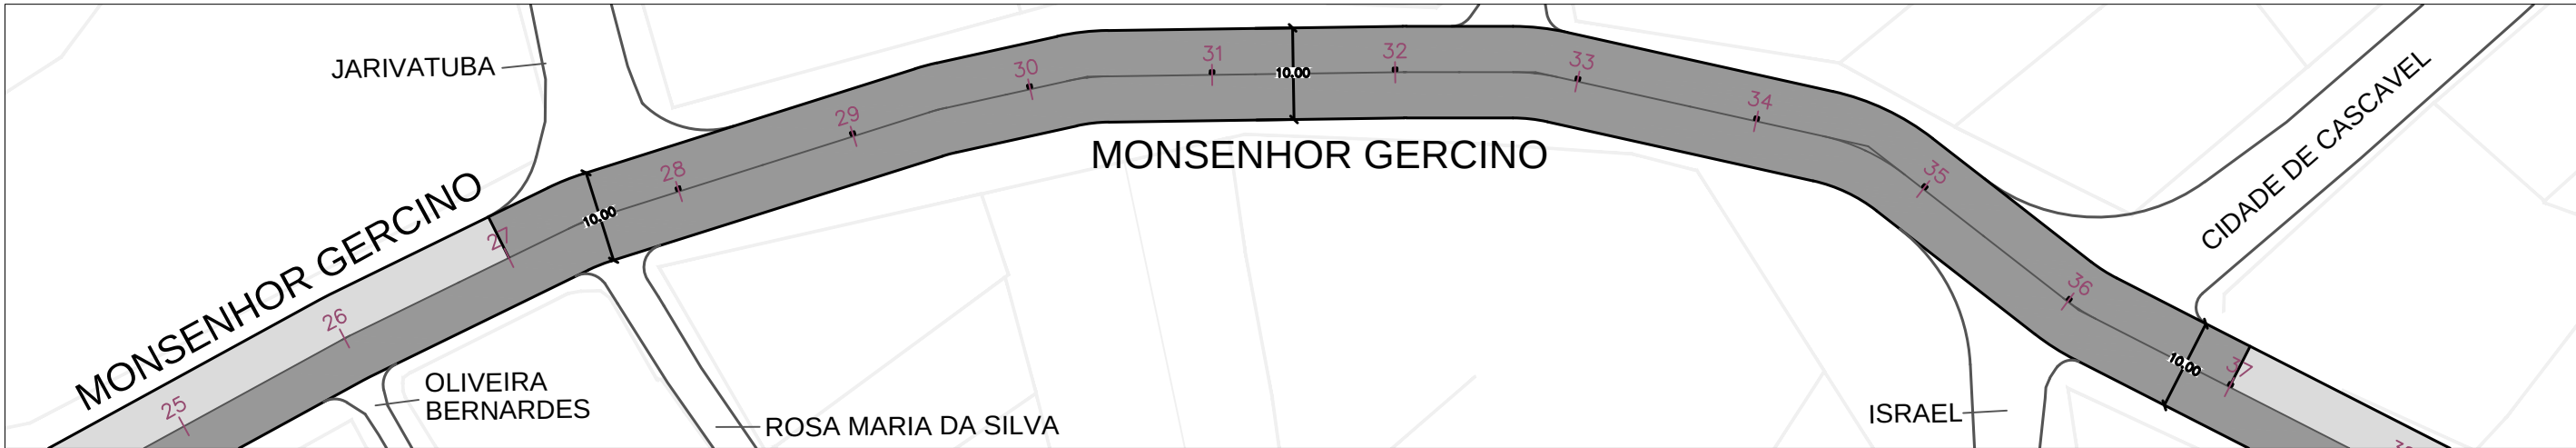 JARIVATUBA
MONSENHOR GERCINO
25
26
27
10.00
28
29
30
31
10.00
32
33
34
35
36
10.00
37
MONSENHOR GERCINO
CIDADE DE CASCAVEL
OLIVEIRA
BERNARDES
ROSA MARIA DA SILVA
ISRAEL